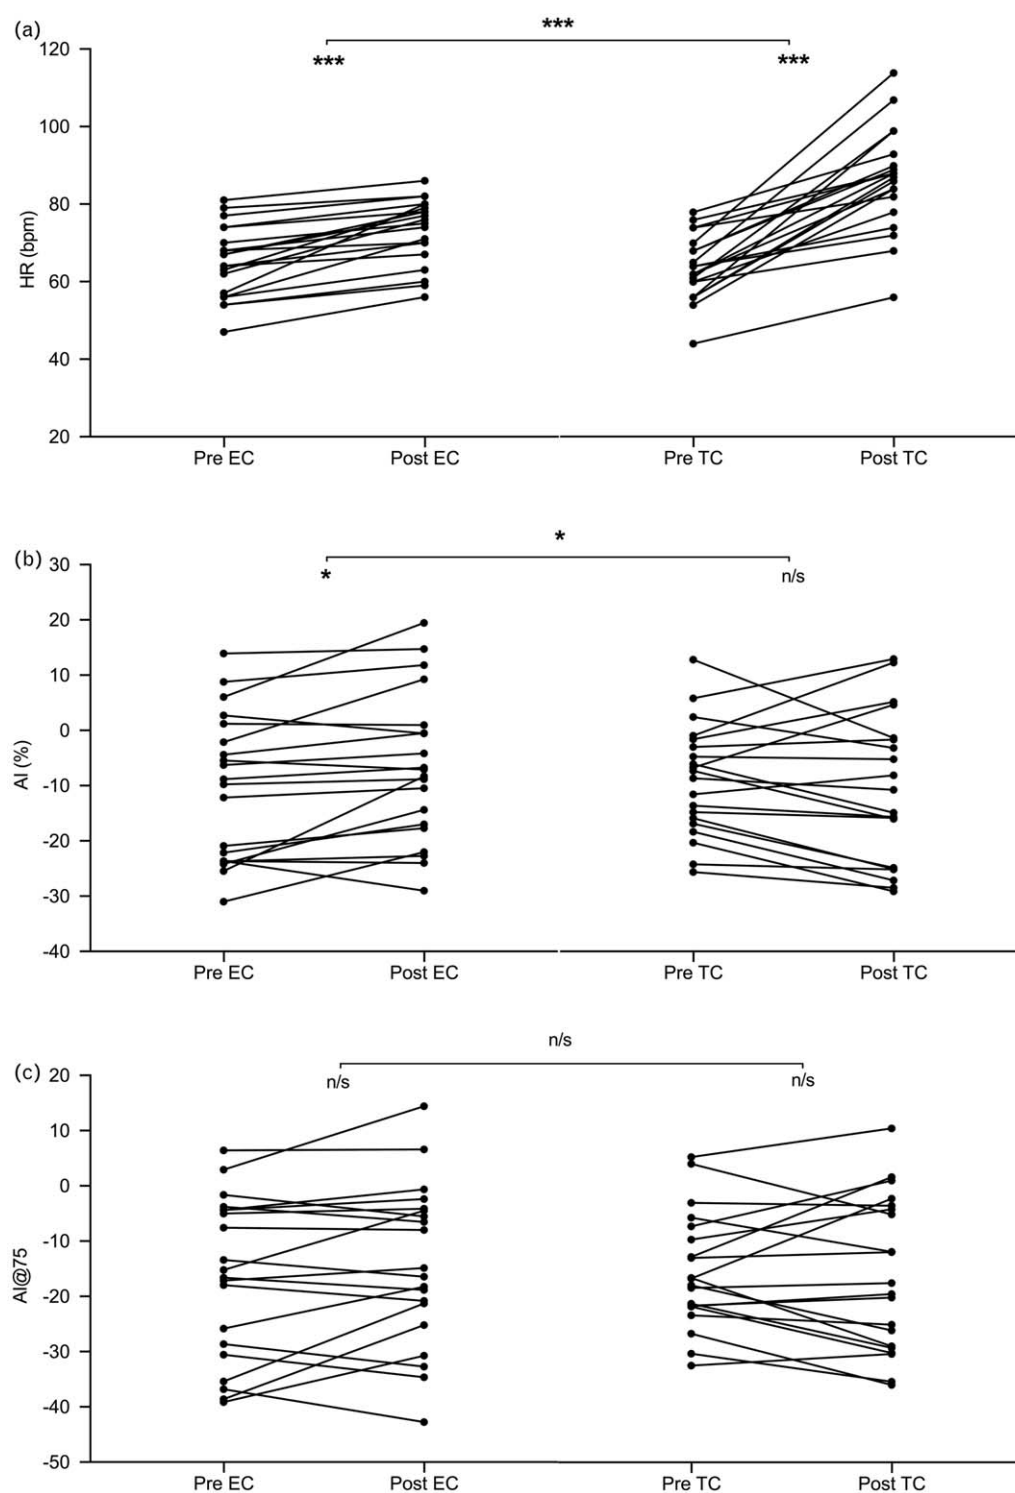 (a)
***
120
***
***
100
80
HR (bpm)
60
40
20
Pre EC Post EC Pre TC Post TC
*
(b) 30
* n/s
20
10
0
AI (%)
-10
-20
-30
-40
Pre EC Post EC Pre TC Post TC
n/s
(c) 20
n/s n/s
10
0
-10
AI@75
-20
-30
-40
-50
Pre EC Post EC Pre TC Post TC